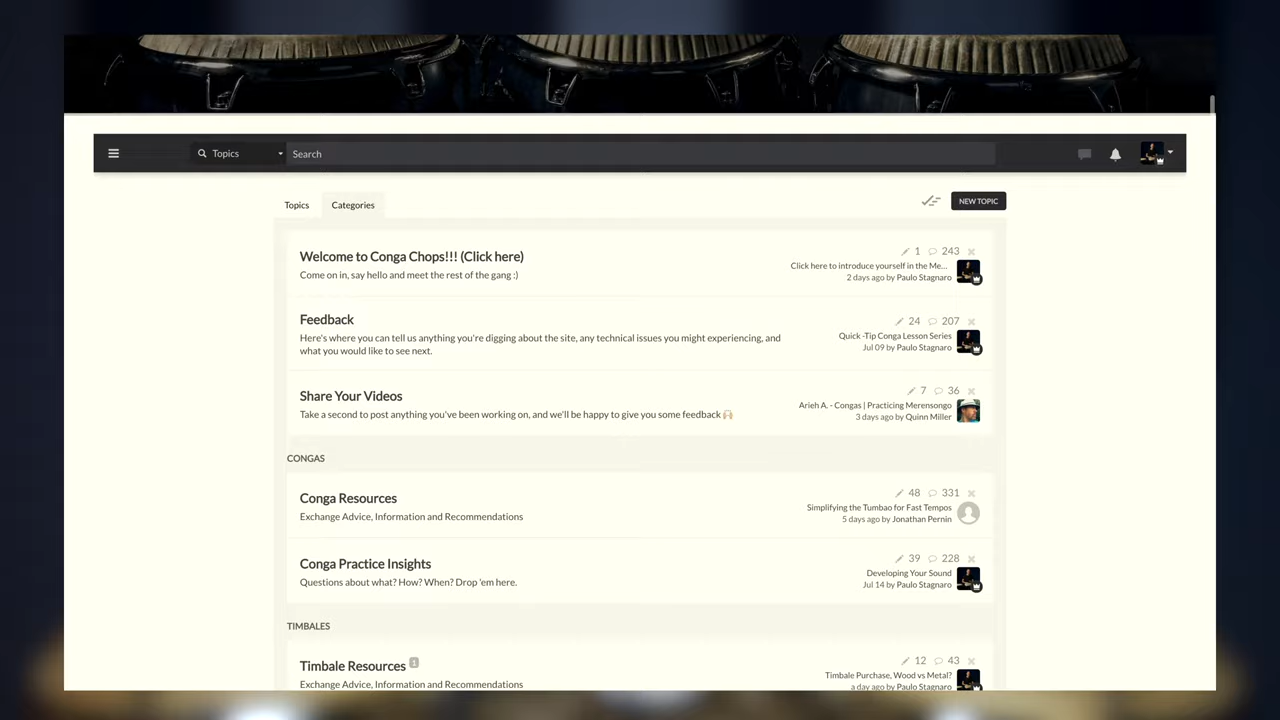 Topics
Search
Topics
Categories
NEW TOPIC
Welcome to Conga Chops!!! (Click here)
Come on in, say hello and meet the rest of the gang :)
1 243
Click here to introduce yourself in the Me...
2 days ago by Paulo Stagnaro
Feedback
Here's where you can tell us anything you're digging about the site, any technical issues you might experiencing, and
what you would like to see next.
24 207
Quick -Tip Conga Lesson Series
Jul 09 by Paulo Stagnaro
Share Your Videos
Take a second to post anything you've been working on, and we'll be happy to give you some feedback 🙌🏼
7 36
Arieh A. - Congas | Practicing Merensongo
3 days ago by Quinn Miller
CONGAS
Conga Resources
Exchange Advice, Information and Recommendations
48 331
Simplifying the Tumbao for Fast Tempos
5 days ago by Jonathan Pernin
Conga Practice Insights
Questions about what? How? When? Drop 'em here.
39 228
Developing Your Sound
Jul 14 by Paulo Stagnaro
TIMBALES
Timbale Resources 1
Exchange Advice, Information and Recommendations
12 43
Timbale Purchase, Wood vs Metal?
a day ago by Paulo Stagnaro